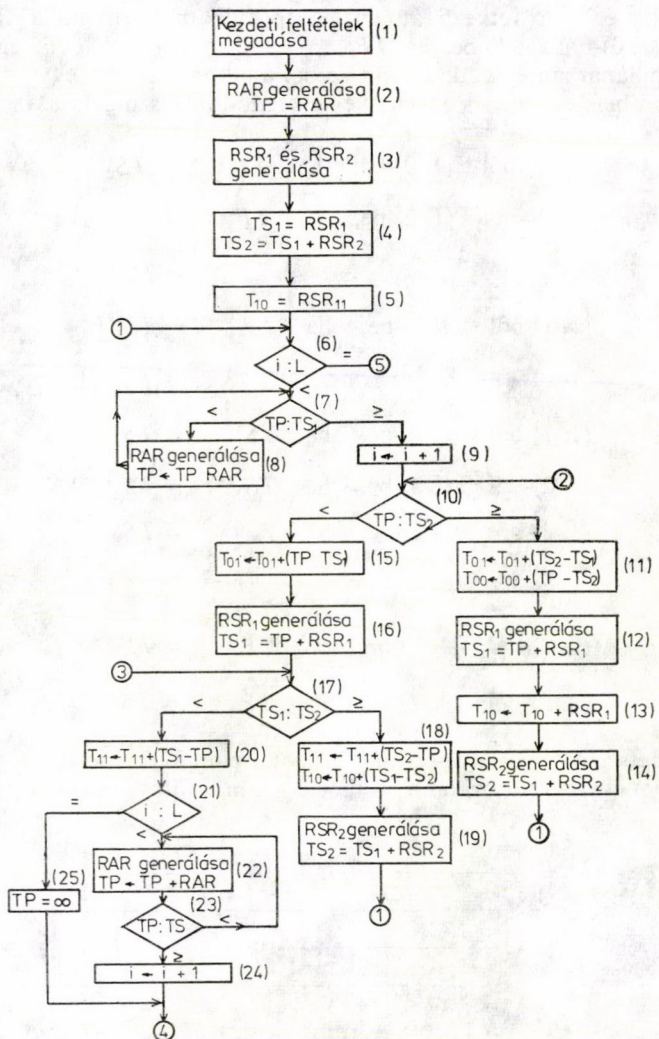 Kezdeti feltételek
megadása
(1)
RAR generálása
TP = RAR
(2)
RSR₁ és RSR₂
generálása
(3)
TS₁ = RSR₁
TS₂ = TS₁ + RSR₂
(4)
T₁₀ = RSR₁₁
(5)
1
(6)
i : L
=
5
<
(7)
TP:TS₁
<
≥
RAR generálása
TP ← TP RAR
(8)
i ← i + 1
(9)
2
(10)
TP:TS₂
<
≥
T₀₁←T₀₁+(TP TS₁)
(15)
T₀₁←T₀₁+(TS₂-TS₁)
T₀₀←T₀₀+(TP-TS₂)
(11)
RSR₁ generálása
TS₁ = TP + RSR₁
(16)
RSR₁ generálása
TS₁ = TP + RSR₁
(12)
3
(17)
TS₁:TS₂
<
≥
T₁₀ ← T₁₀ + RSR₁
(13)
T₁₁←T₁₁+(TS₁-TP)
(20)
(18)
T₁₁ ← T₁₁+(TS₂-TP)
T₁₀←T₁₀+(TS₁-TS₂)
RSR₂ generálása
TS₂ = TS₁ + RSR₂
(14)
1
(21)
i : L
=
<
RSR₂ generálása
TS₂ = TS₁ + RSR₂
(19)
1
RAR generálása
TP ← TP + RAR
(22)
(25)
TP = ∞
(23)
TP:TS
<
≥
i ← i + 1
(24)
4